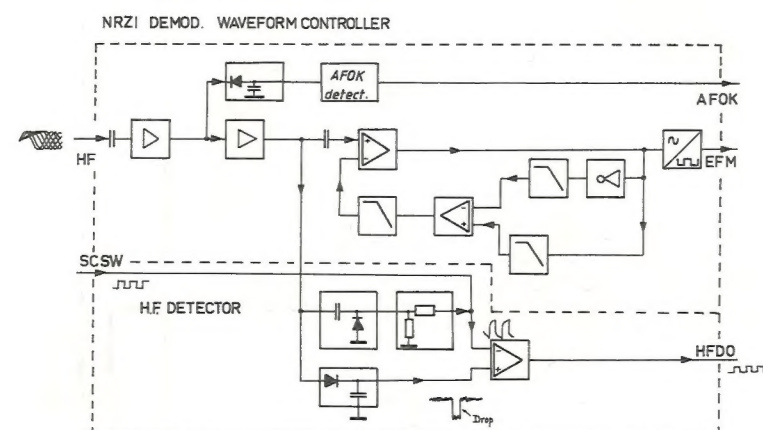 NRZI DEMOD. WAVEFORM CONTROLLER
AFOK
detect.
AFOK
HF
EFM
SCSW
H.F. DETECTOR
HFDO
Drop